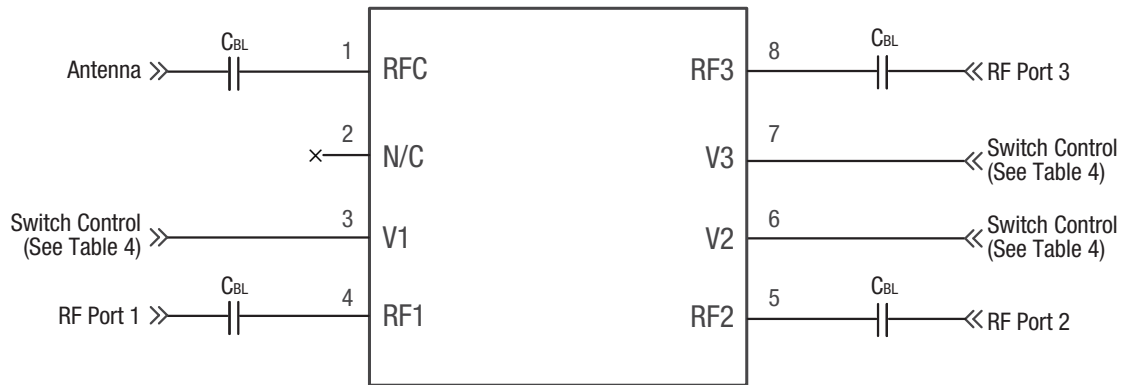 CBL
CBL
Antenna
1
RFC
RF3
8
RF Port 3
2
N/C
7
V3
Switch Control
(See Table 4)
Switch Control
(See Table 4)
3
V1
6
V2
Switch Control
(See Table 4)
CBL
CBL
RF Port 1
4
RF1
RF2
5
RF Port 2